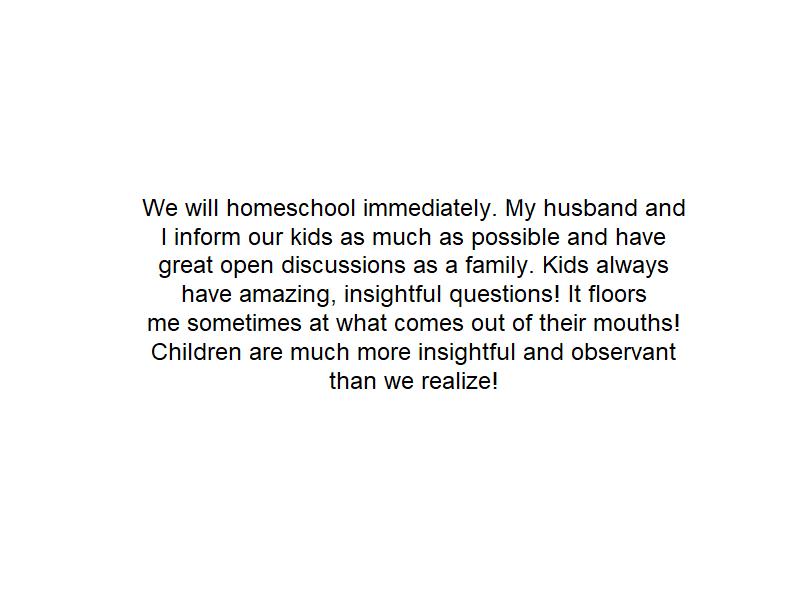 We will homeschool immediately. My husband and
I inform our kids as much as possible and have
great open discussions as a family. Kids always
have amazing, insightful questions! It floors
me sometimes at what comes out of their mouths!
Children are much more insightful and observant
than we realize!